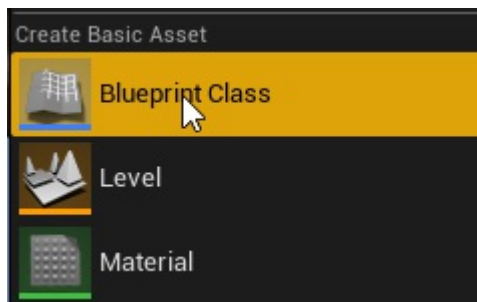 Create Basic Asset
Blueprint Class
Level
Material